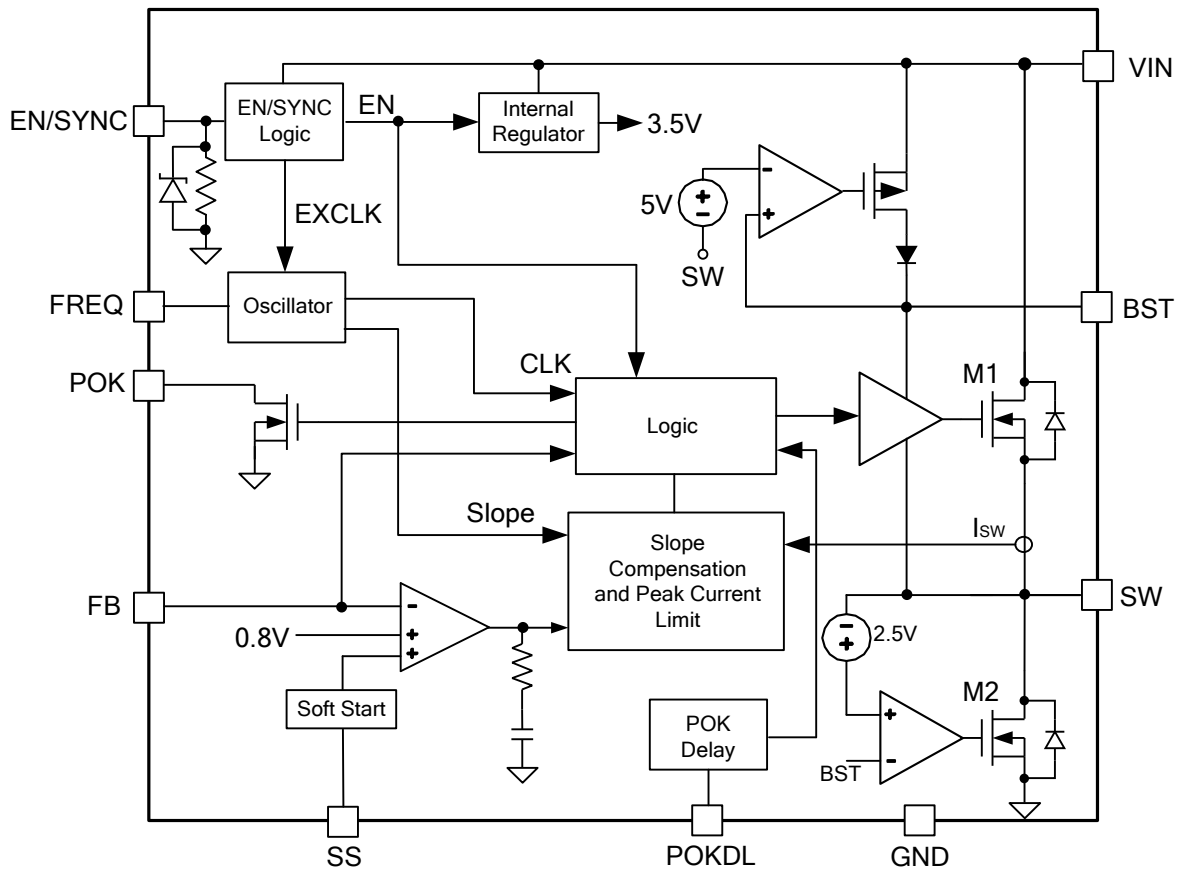 VIN
EN/SYNC
EN/SYNC
Logic
EN
Internal
Regulator
3.5V
-
+
5V
+
-
SW
EXCLK
FREQ
Oscillator
BST
POK
CLK
Logic
M1
Slope
Slope
Compensation
and Peak Current
Limit
ISW
FB
-
0.8V
+
+
SW
-
+
2.5V
Soft Start
POK
Delay
M2
+
-
BST
SS
POKDL
GND